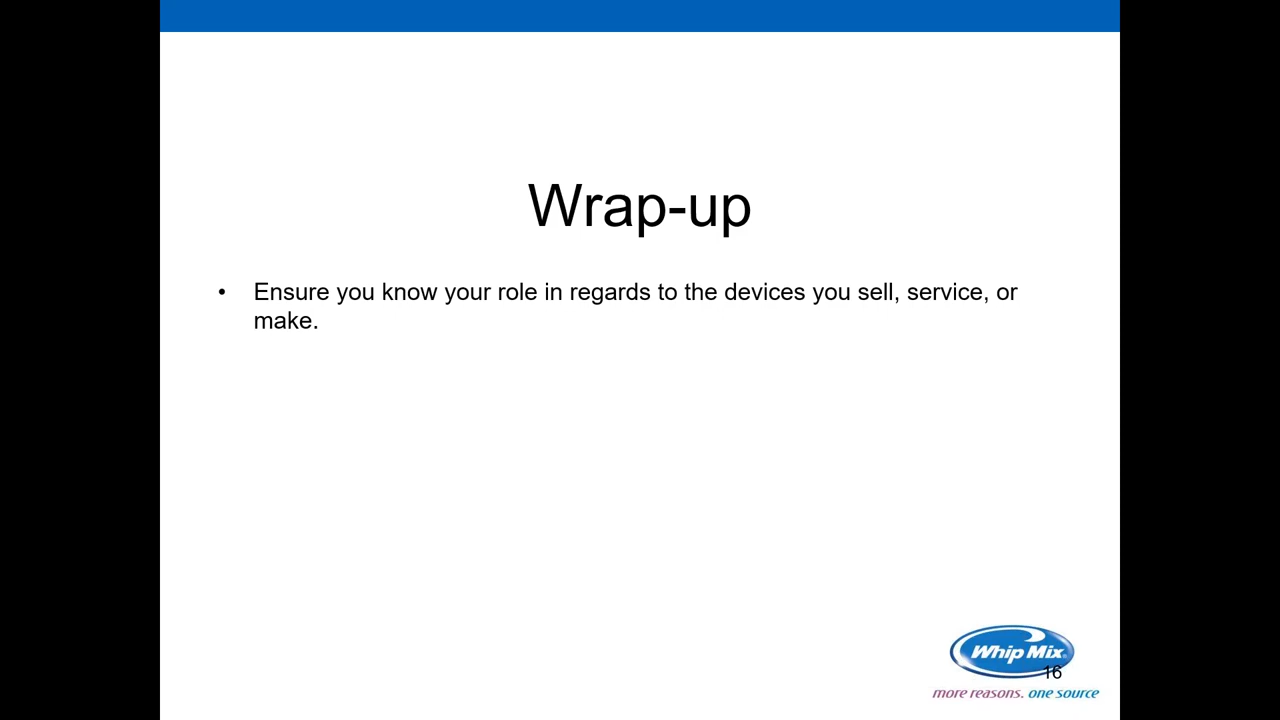 Wrap-up
• Ensure you know your role in regards to the devices you sell, service, or
make.
Whip Mix®
16
more reasons. one source